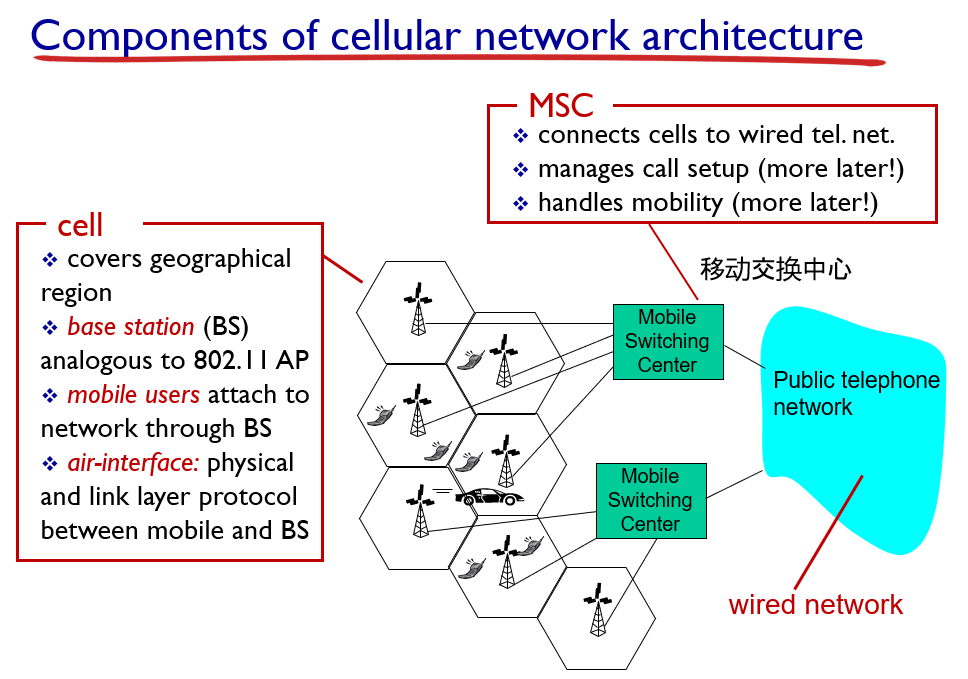 Components of cellular network architecture
MSC
❖ connects cells to wired tel. net.
❖ manages call setup (more later!)
❖ handles mobility (more later!)
cell
❖ covers geographical
region
❖ base station (BS)
analogous to 802.11 AP
❖ mobile users attach to
network through BS
❖ air-interface: physical
and link layer protocol
between mobile and BS
移动交换中心
Mobile
Switching
Center
Public telephone
network
Mobile
Switching
Center
wired network